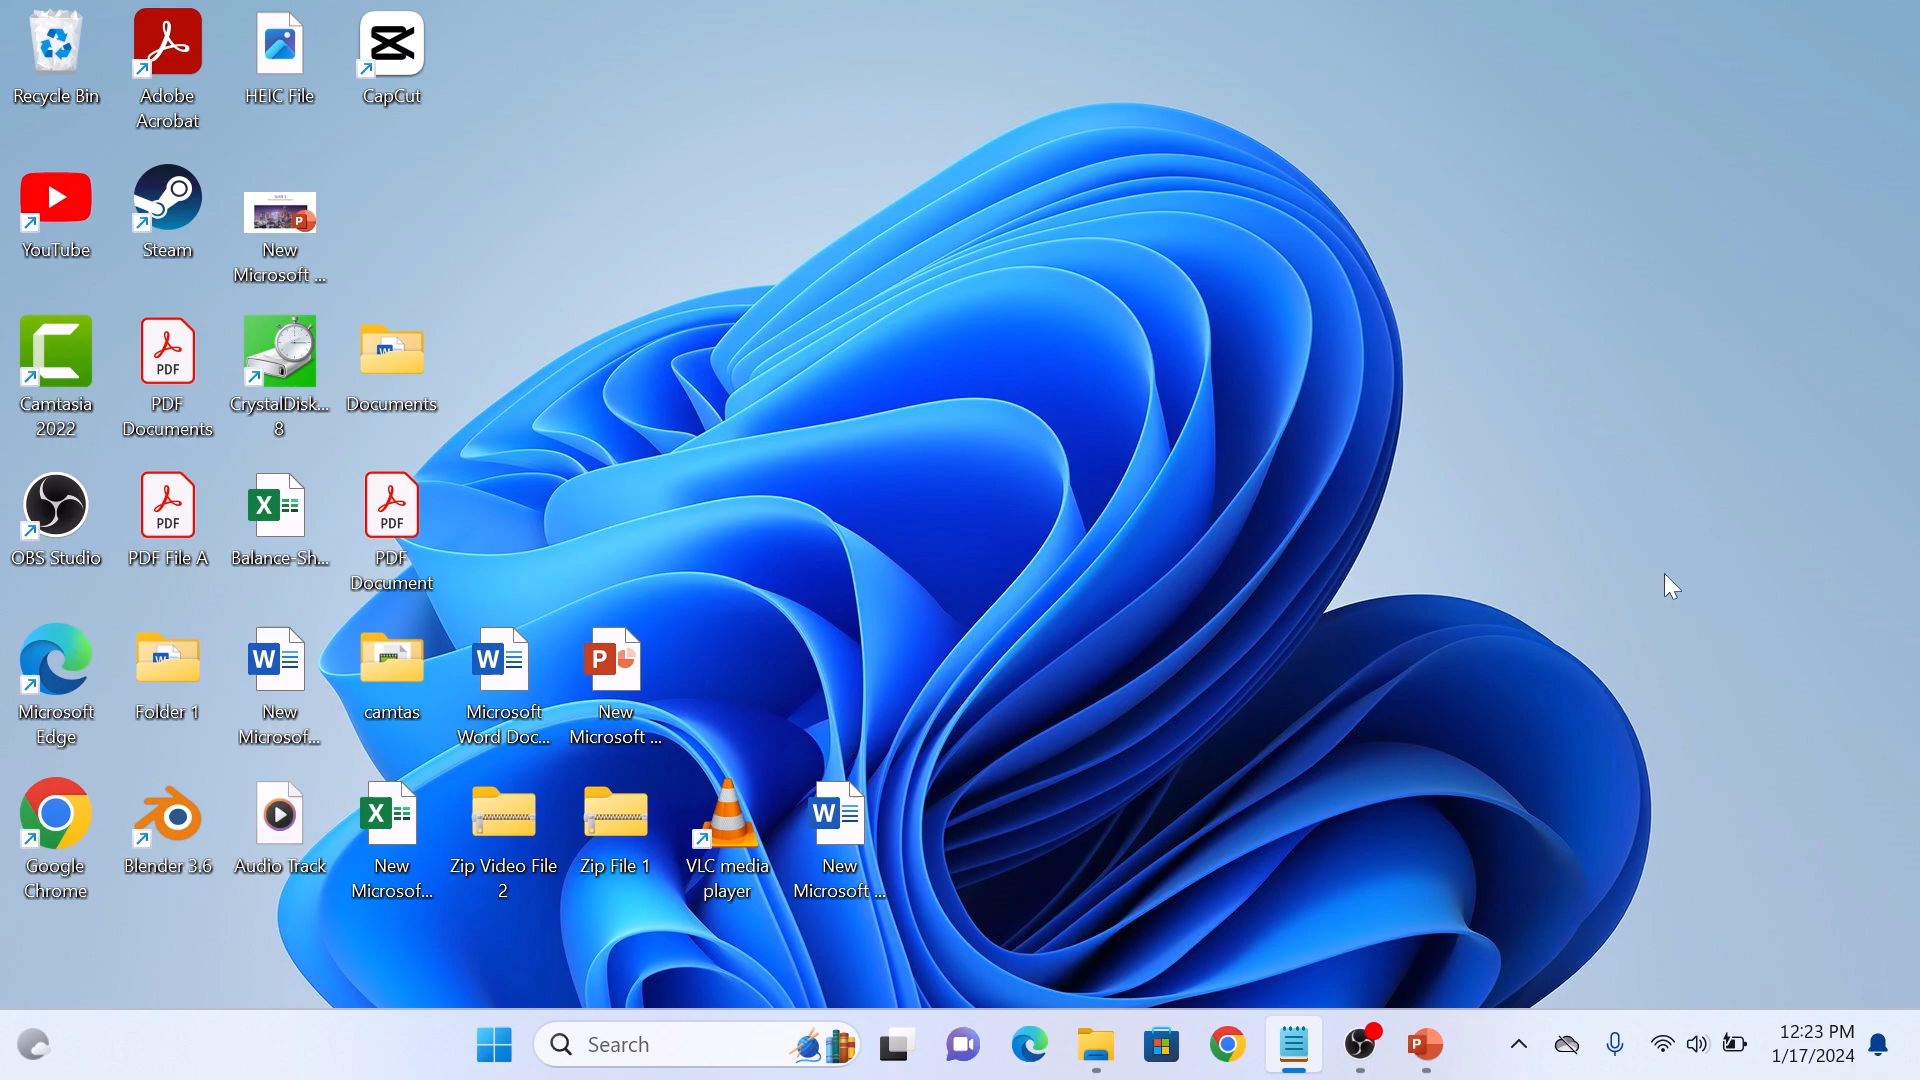 Recycle Bin
Adobe
Acrobat
HEIC File
CapCut
YouTube
Steam
New
Microsoft ...
Camtasia
2022
PDF
PDF
Documents
CrystalDisk...
8
Documents
OBS Studio
PDF
PDF File A
Balance-Sh...
PDF
PDF
Document
Microsoft
Edge
Folder 1
New
Microsof...
camtas
Microsoft
Word Doc...
New
Microsoft ...
Google
Chrome
Blender 3.6
Audio Track
New
Microsof...
Zip Video File
2
Zip File 1
VLC media
player
New
Microsoft ...
Search
12:23 PM
1/17/2024